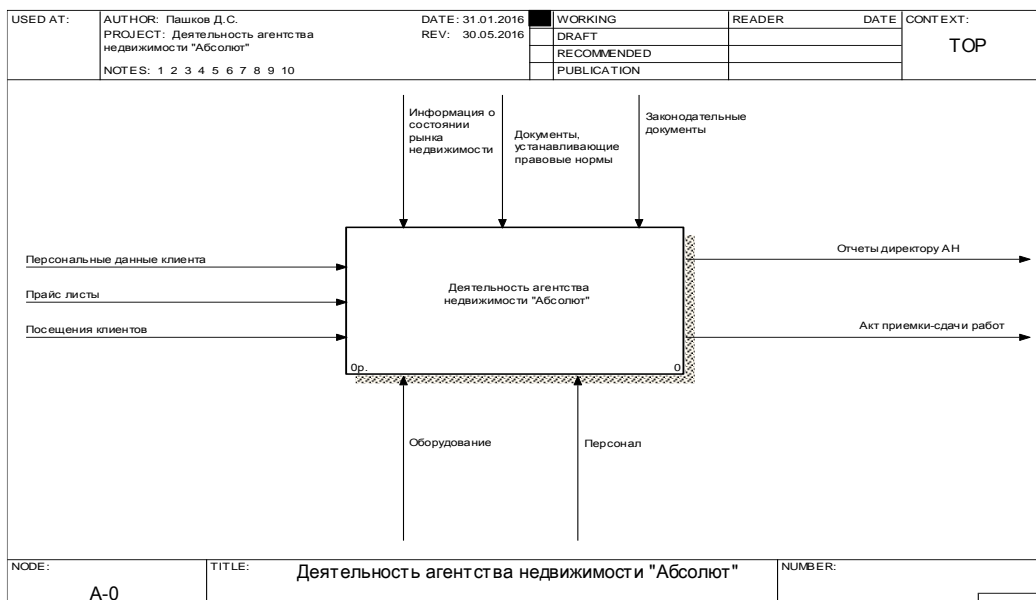 USED AT:
AUTHOR: Пашков Д.С.
DATE: 31.01.2016
PROJECT: Деятельность агентства
недвижимости "Абсолют"
REV: 30.05.2016
NOTES: 1 2 3 4 5 6 7 8 9 10
WORKING
DRAFT
RECOMMENDED
PUBLICATION
READER
DATE
CONTEXT:
TOP
Информация о
состоянии
рынка
недвижимости
Документы,
устанавливающие
правовые нормы
Законодательные
документы
Персональные данные клиента
Прайс листы
Посещения клиентов
Деятельность агентства
недвижимости "Абсолют"
0р.
0
Отчеты директору АН
Акт приемки-сдачи работ
Оборудование
Персонал
NODE:
A-0
TITLE:
Деятельность агентства недвижимости "Абсолют"
NUMBER: